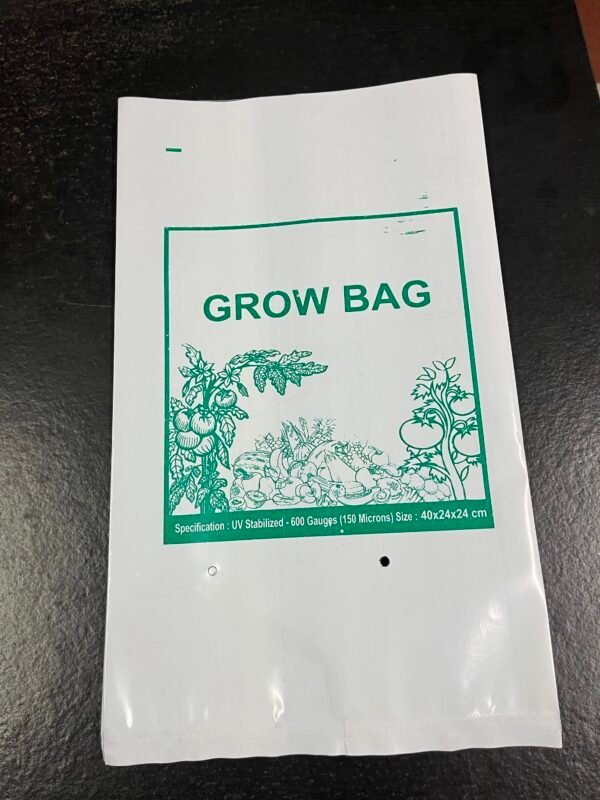 GROW BAG
Specification : UV Stabilized - 600 Gauges (150 Microns) Size : 40x24x24 cm